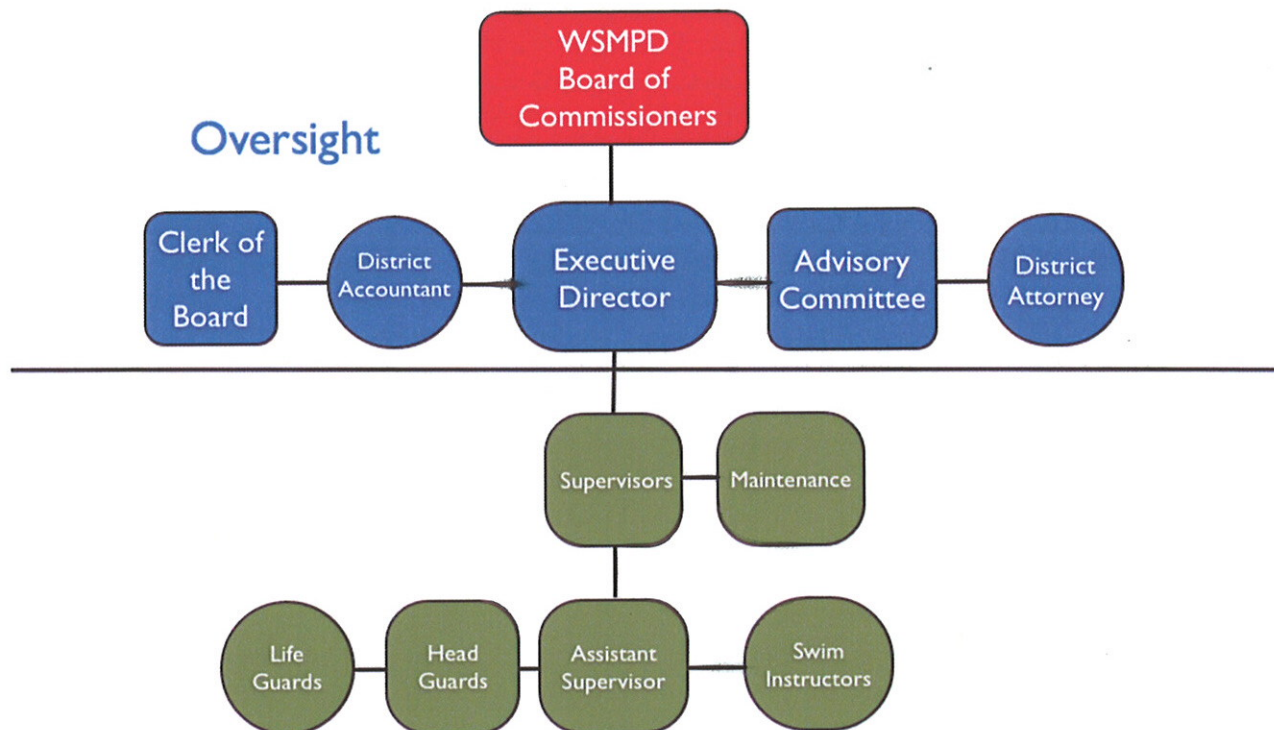 WSMPD
Board of
Commissioners
Oversight
Clerk of
the
Board
District
Accountant
Executive
Director
Advisory
Committee
District
Attorney
Supervisors
Maintenance
Life
Guards
Head
Guards
Assistant
Supervisor
Swim
Instructors